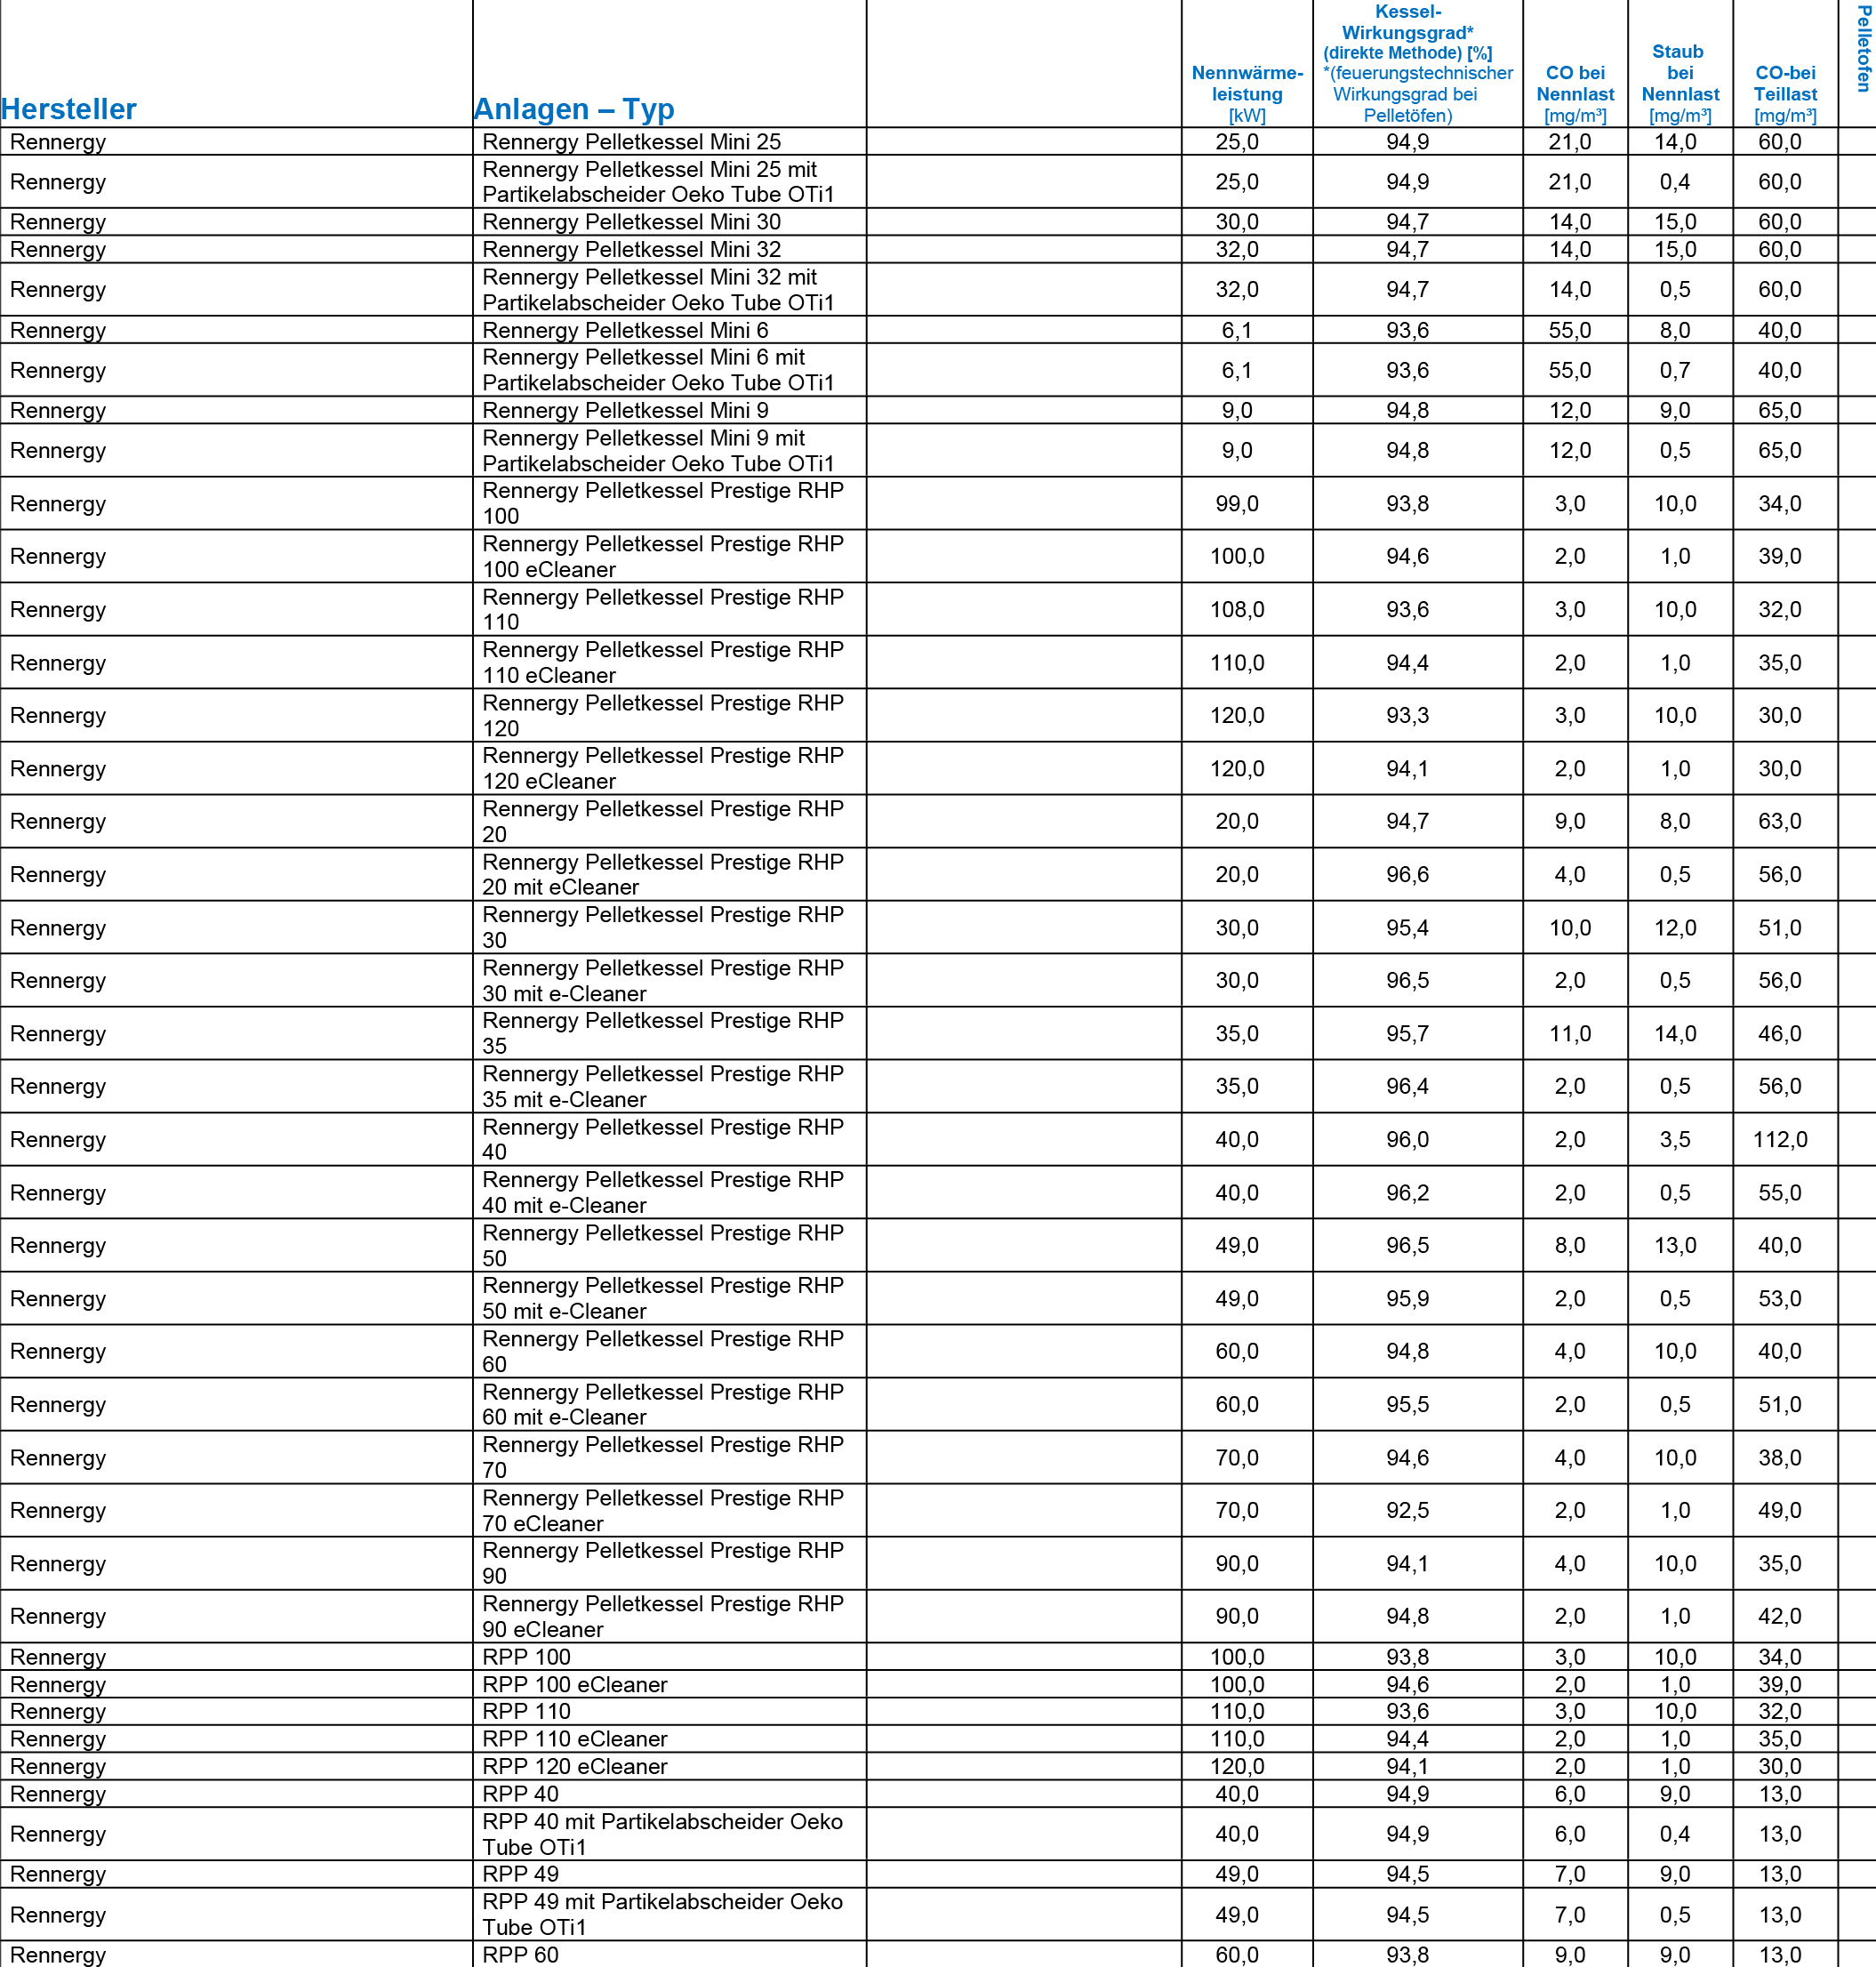 Hersteller Anlagen – Typ Nennwärme-
leistung
[kW] Kessel-
Wirkungsgrad*
(direkte Methode) [%]
*(feuerungstechnischer
Wirkungsgrad bei
Pelletöfen) CO bei
Nennlast
[mg/m³] Staub
bei
Nennlast
[mg/m³] CO-bei
Teillast
[mg/m³] Pelletofen
Rennergy Rennergy Pelletkessel Mini 25 25,0 94,9 21,0 14,0 60,0
Rennergy Rennergy Pelletkessel Mini 25 mit
Partikelabscheider Oeko Tube OTi1 25,0 94,9 21,0 0,4 60,0
Rennergy Rennergy Pelletkessel Mini 30 30,0 94,7 14,0 15,0 60,0
Rennergy Rennergy Pelletkessel Mini 32 32,0 94,7 14,0 15,0 60,0
Rennergy Rennergy Pelletkessel Mini 32 mit
Partikelabscheider Oeko Tube OTi1 32,0 94,7 14,0 0,5 60,0
Rennergy Rennergy Pelletkessel Mini 6 6,1 93,6 55,0 8,0 40,0
Rennergy Rennergy Pelletkessel Mini 6 mit
Partikelabscheider Oeko Tube OTi1 6,1 93,6 55,0 0,7 40,0
Rennergy Rennergy Pelletkessel Mini 9 9,0 94,8 12,0 9,0 65,0
Rennergy Rennergy Pelletkessel Mini 9 mit
Partikelabscheider Oeko Tube OTi1 9,0 94,8 12,0 0,5 65,0
Rennergy Rennergy Pelletkessel Prestige RHP
100 99,0 93,8 3,0 10,0 34,0
Rennergy Rennergy Pelletkessel Prestige RHP
100 eCleaner 100,0 94,6 2,0 1,0 39,0
Rennergy Rennergy Pelletkessel Prestige RHP
110 108,0 93,6 3,0 10,0 32,0
Rennergy Rennergy Pelletkessel Prestige RHP
110 eCleaner 110,0 94,4 2,0 1,0 35,0
Rennergy Rennergy Pelletkessel Prestige RHP
120 120,0 93,3 3,0 10,0 30,0
Rennergy Rennergy Pelletkessel Prestige RHP
120 eCleaner 120,0 94,1 2,0 1,0 30,0
Rennergy Rennergy Pelletkessel Prestige RHP
20 20,0 94,7 9,0 8,0 63,0
Rennergy Rennergy Pelletkessel Prestige RHP
20 mit eCleaner 20,0 96,6 4,0 0,5 56,0
Rennergy Rennergy Pelletkessel Prestige RHP
30 30,0 95,4 10,0 12,0 51,0
Rennergy Rennergy Pelletkessel Prestige RHP
30 mit e-Cleaner 30,0 96,5 2,0 0,5 56,0
Rennergy Rennergy Pelletkessel Prestige RHP
35 35,0 95,7 11,0 14,0 46,0
Rennergy Rennergy Pelletkessel Prestige RHP
35 mit e-Cleaner 35,0 96,4 2,0 0,5 56,0
Rennergy Rennergy Pelletkessel Prestige RHP
40 40,0 96,0 2,0 3,5 112,0
Rennergy Rennergy Pelletkessel Prestige RHP
40 mit e-Cleaner 40,0 96,2 2,0 0,5 55,0
Rennergy Rennergy Pelletkessel Prestige RHP
50 49,0 96,5 8,0 13,0 40,0
Rennergy Rennergy Pelletkessel Prestige RHP
50 mit e-Cleaner 49,0 95,9 2,0 0,5 53,0
Rennergy Rennergy Pelletkessel Prestige RHP
60 60,0 94,8 4,0 10,0 40,0
Rennergy Rennergy Pelletkessel Prestige RHP
60 mit e-Cleaner 60,0 95,5 2,0 0,5 51,0
Rennergy Rennergy Pelletkessel Prestige RHP
70 70,0 94,6 4,0 10,0 38,0
Rennergy Rennergy Pelletkessel Prestige RHP
70 eCleaner 70,0 92,5 2,0 1,0 49,0
Rennergy Rennergy Pelletkessel Prestige RHP
90 90,0 94,1 4,0 10,0 35,0
Rennergy Rennergy Pelletkessel Prestige RHP
90 eCleaner 90,0 94,8 2,0 1,0 42,0
Rennergy RPP 100 100,0 93,8 3,0 10,0 34,0
Rennergy RPP 100 eCleaner 100,0 94,6 2,0 1,0 39,0
Rennergy RPP 110 110,0 93,6 3,0 10,0 32,0
Rennergy RPP 110 eCleaner 110,0 94,4 2,0 1,0 35,0
Rennergy RPP 120 eCleaner 120,0 94,1 2,0 1,0 30,0
Rennergy RPP 40 40,0 94,9 6,0 9,0 13,0
Rennergy RPP 40 mit Partikelabscheider Oeko
Tube OTi1 40,0 94,9 6,0 0,4 13,0
Rennergy RPP 49 49,0 94,5 7,0 9,0 13,0
Rennergy RPP 49 mit Partikelabscheider Oeko
Tube OTi1 49,0 94,5 7,0 0,5 13,0
Rennergy RPP 60 60,0 93,8 9,0 9,0 13,0